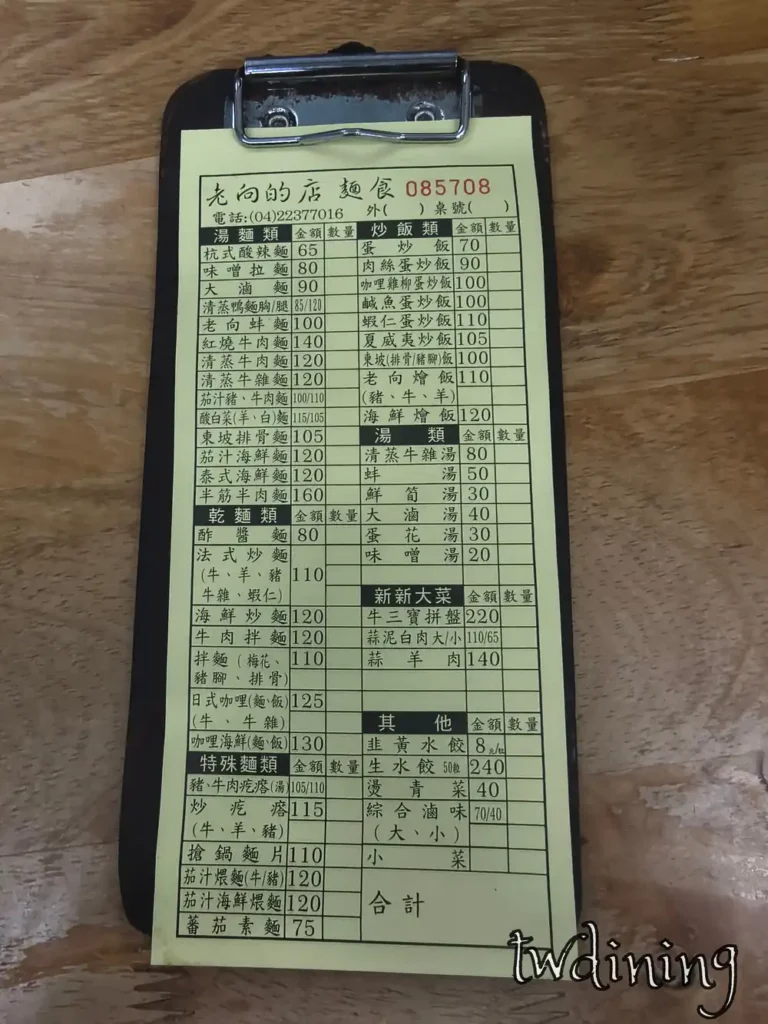 老向的店 麵食 085708
電話:(04)22377016 外( ) 桌號( )
湯麵類 金額 數量
杭式酸辣麵 65
味噌拉麵 80
大滷麵 90
清蒸鴨麵胸/腿 85/120
老向蚌麵 100
紅燒牛肉麵 140
清蒸牛肉麵 120
清蒸牛雜麵 120
茄汁豬、牛肉麵 100/110
酸白菜(羊、白)麵 115/105
東坡排骨麵 105
茄汁海鮮麵 120
泰式海鮮麵 120
半筋半肉麵 160
乾麵類 金額 數量
酢醬麵 80
法式炒麵
(牛、羊、豬 110
牛雜、蝦仁)
海鮮炒麵 120
牛肉拌麵 120
拌麵(梅花、 110
豬腳、排骨)
日式咖哩(麵、飯) 125
(牛、牛雜)
咖哩海鮮(麵、飯) 130
特殊麵類 金額 數量
豬、牛肉疙瘩(湯) 105/110
炒疙瘩 115
(牛、羊、豬)
搶鍋麵片 110
茄汁煨麵(牛/豬) 120
茄汁海鮮煨麵 120
蕃茄素麵 75
炒飯類 金額 數量
蛋炒飯 70
肉絲蛋炒飯 90
咖哩雞柳蛋炒飯 100
鹹魚蛋炒飯 100
蝦仁蛋炒飯 110
夏威夷炒飯 105
東坡(排骨/豬腳)飯 100
老向燴飯 110
(豬、牛、羊)
海鮮燴飯 120
湯類 金額 數量
清蒸牛雜湯 80
蚌湯 50
鮮筍湯 30
大滷湯 40
蛋花湯 30
味噌湯 20
新新大菜 金額 數量
牛三寶拼盤 220
蒜泥白肉大/小 110/65
蒜羊肉 140
其他 金額 數量
韭黃水餃 8元/粒
生水餃50粒 240
燙青菜 40
綜合滷味 70/40
(大、小)
小菜
合計
twdining